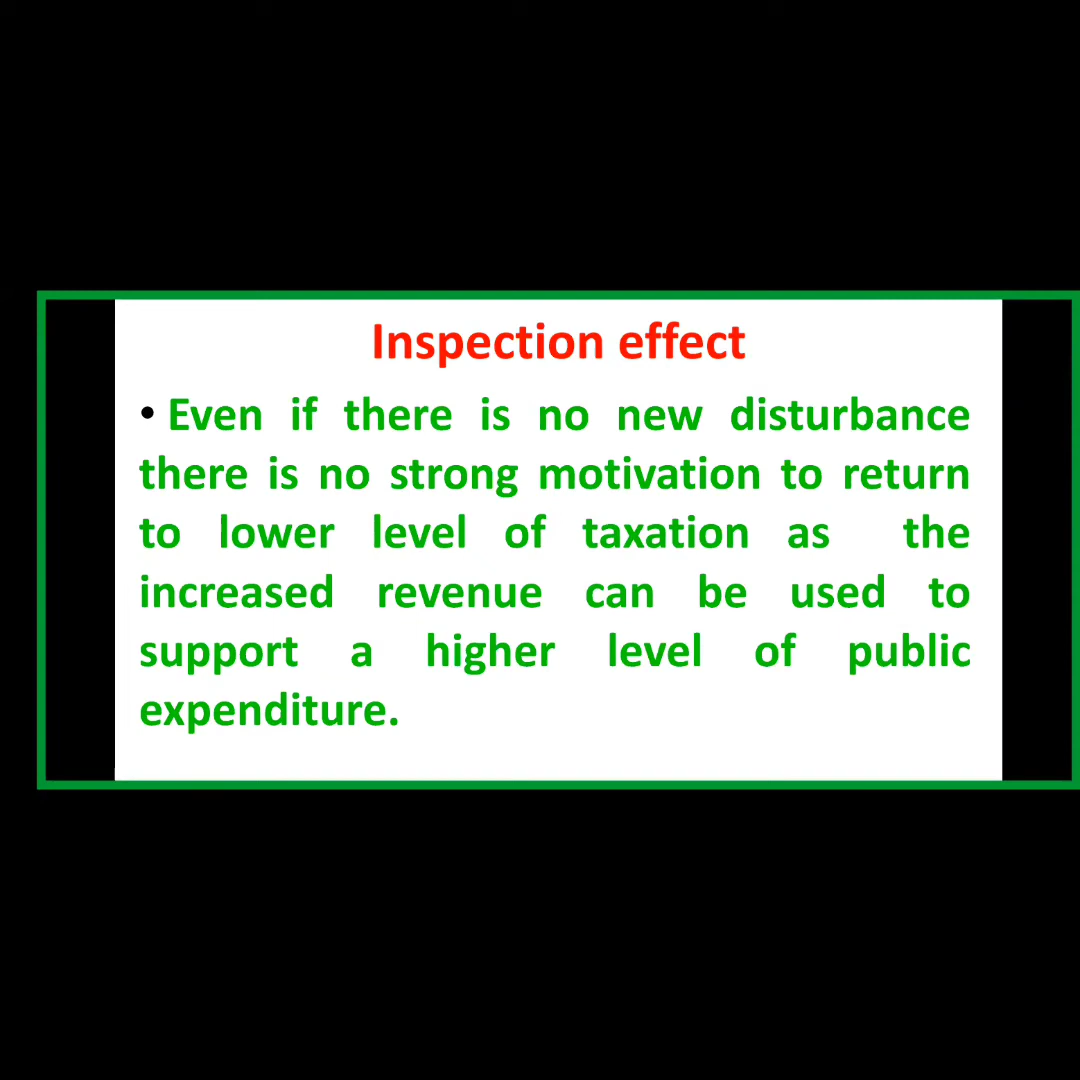 Inspection effect
• Even if there is no new disturbance
there is no strong motivation to return
to lower level of taxation as the
increased revenue can be used to
support a higher level of public
expenditure.